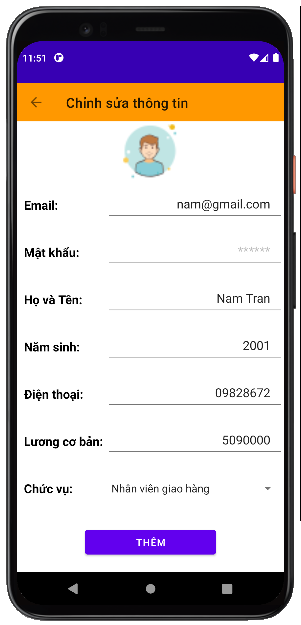 11:51
Chỉnh sửa thông tin
Email: nam@gmail.com
Mật khẩu: ******
Họ và Tên: Nam Tran
Năm sinh: 2001
Điện thoại: 09828672
Lương cơ bản: 5090000
Chức vụ: Nhân viên giao hàng
THÊM